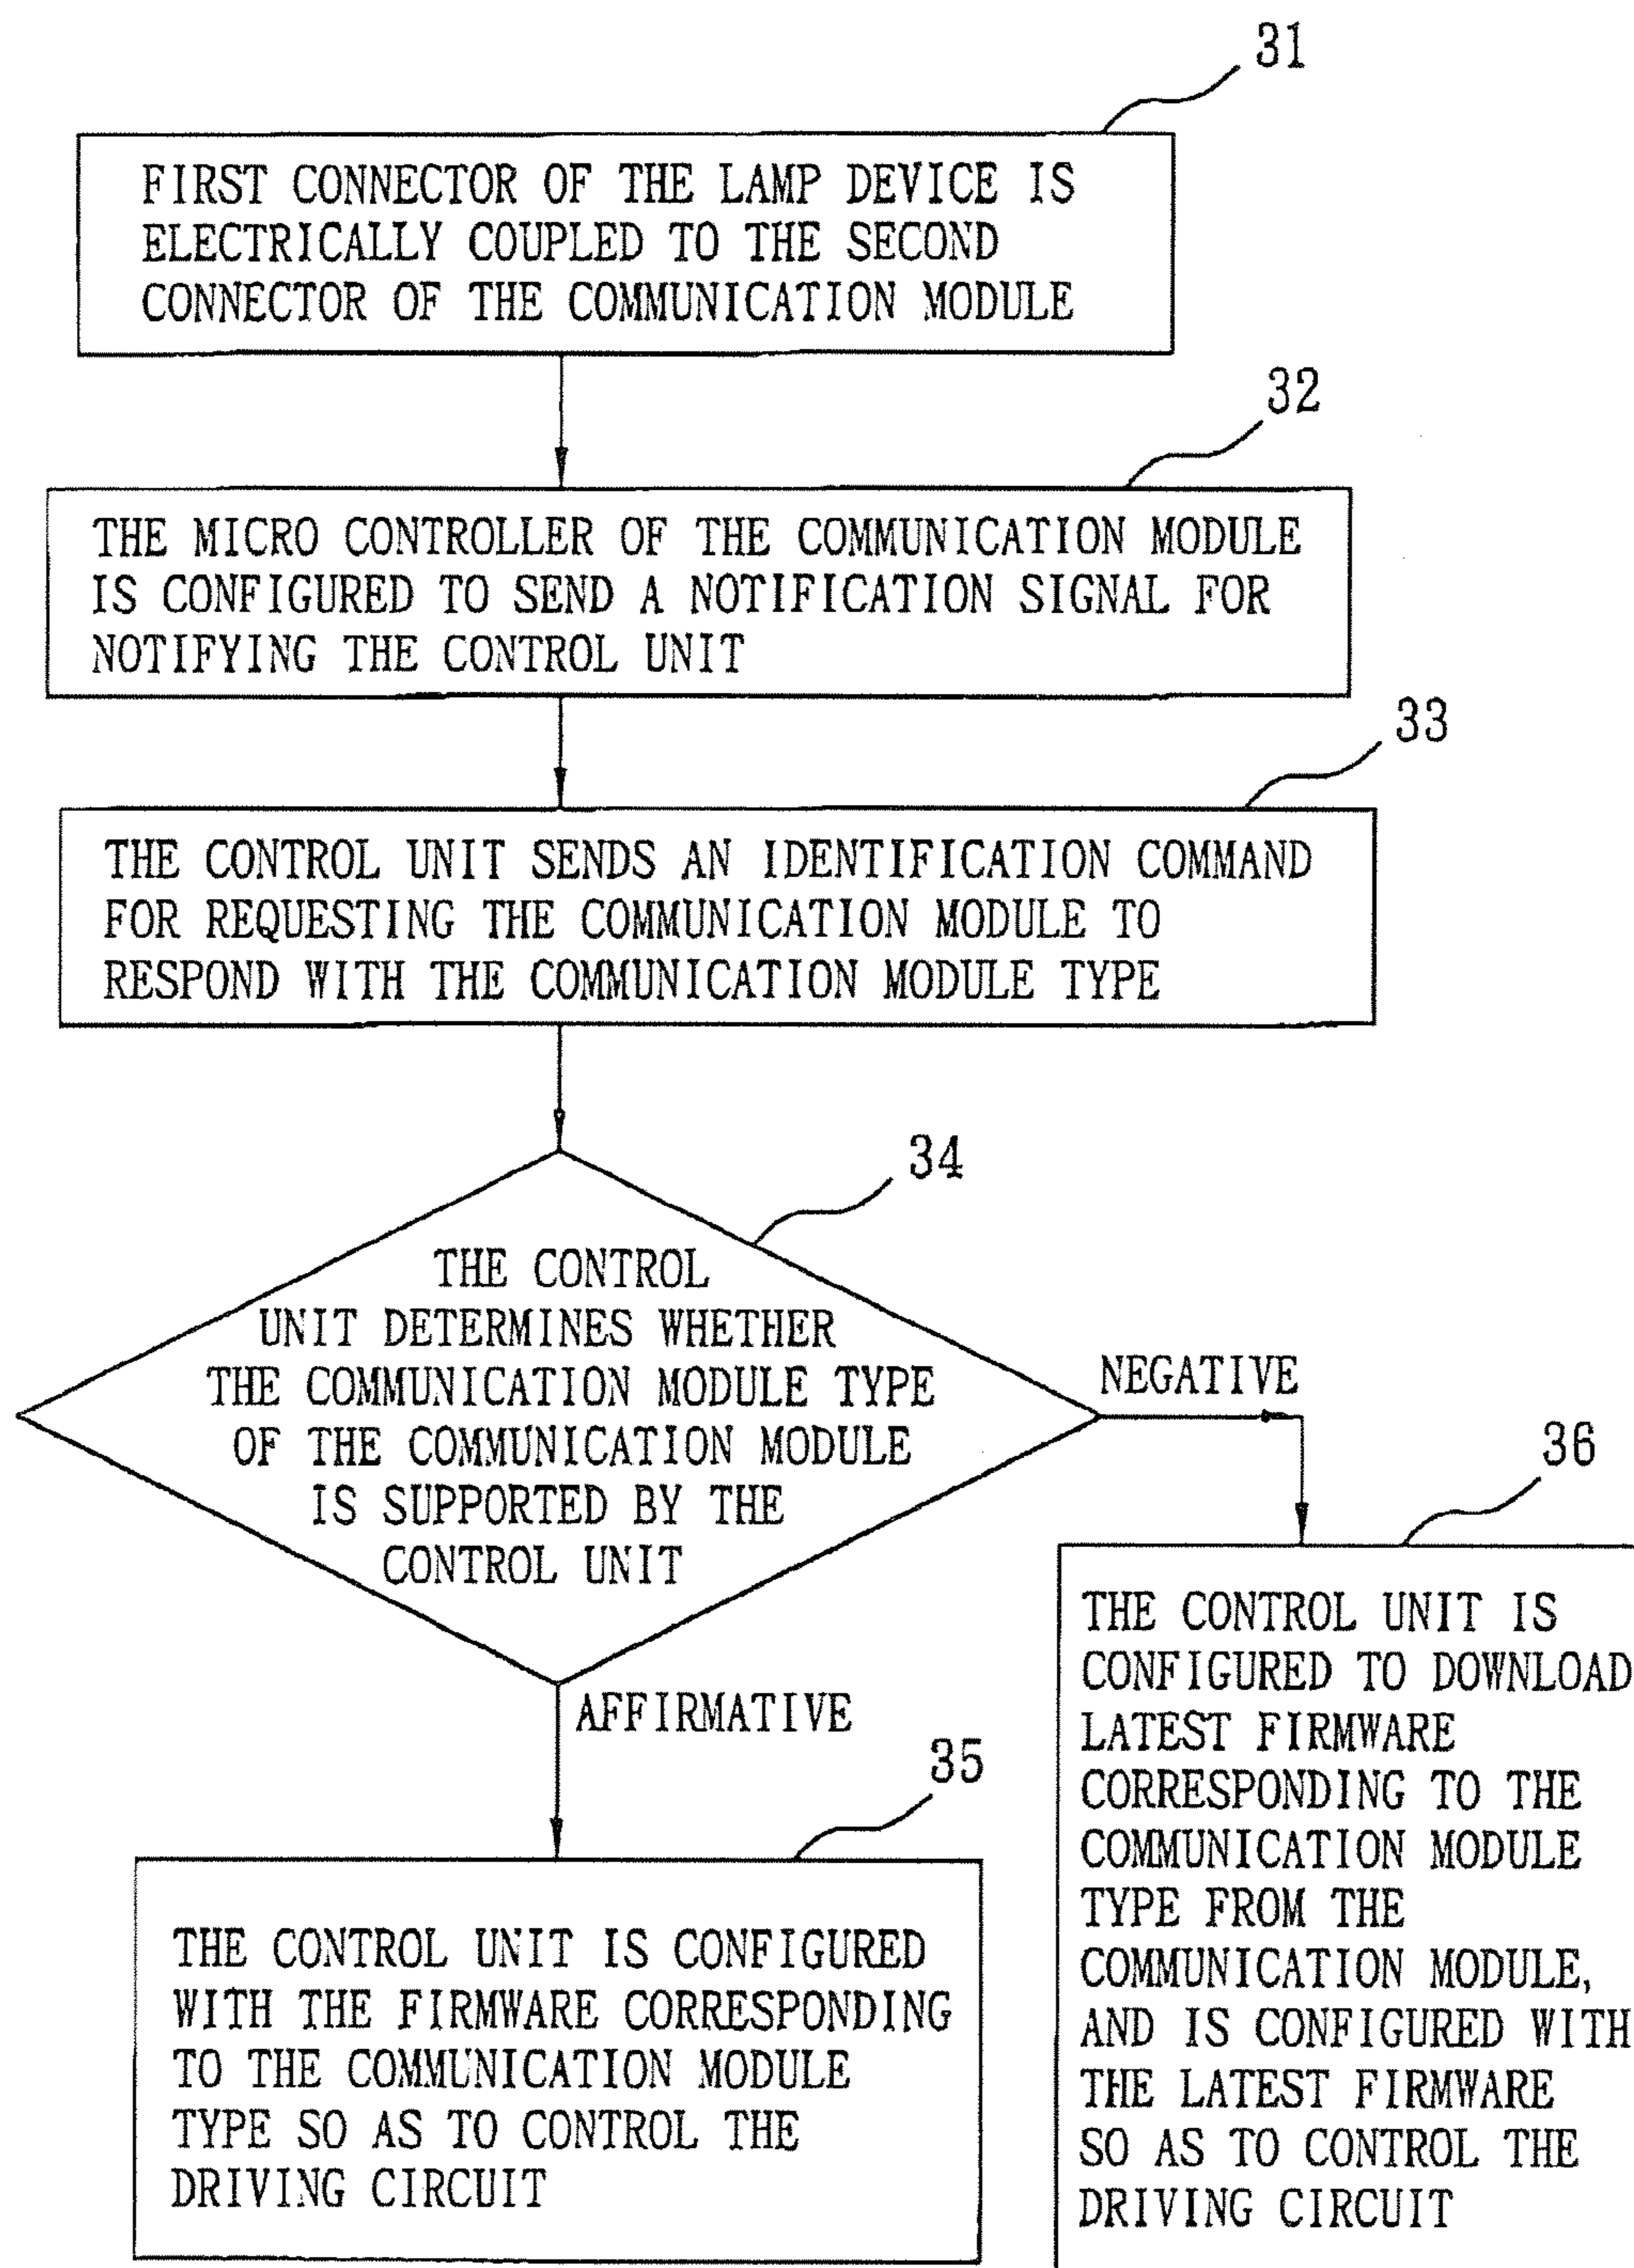 31
FIRST CONNECTOR OF THE LAMP DEVICE IS
ELECTRICALLY COUPLED TO THE SECOND
CONNECTOR OF THE COMMUNICATION MODULE
32
THE MICRO CONTROLLER OF THE COMMUNICATION MODULE
IS CONFIGURED TO SEND A NOTIFICATION SIGNAL FOR
NOTIFYING THE CONTROL UNIT
33
THE CONTROL UNIT SENDS AN IDENTIFICATION COMMAND
FOR REQUESTING THE COMMUNICATION MODULE TO
RESPOND WITH THE COMMUNICATION MODULE TYPE
34
THE CONTROL
UNIT DETERMINES WHETHER
THE COMMUNICATION MODULE TYPE
OF THE COMMUNICATION MODULE
IS SUPPORTED BY THE
CONTROL UNIT
NEGATIVE
AFFIRMATIVE
35
THE CONTROL UNIT IS CONFIGURED
WITH THE FIRMWARE CORRESPONDING
TO THE COMMUNICATION MODULE
TYPE SO AS TO CONTROL THE
DRIVING CIRCUIT
36
THE CONTROL UNIT IS
CONFIGURED TO DOWNLOAD
LATEST FIRMWARE
CORRESPONDING TO THE
COMMUNICATION MODULE
TYPE FROM THE
COMMUNICATION MODULE,
AND IS CONFIGURED WITH
THE LATEST FIRMWARE
SO AS TO CONTROL THE
DRIVING CIRCUIT